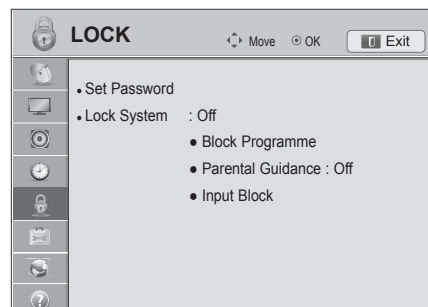 LOCK
Move OK Exit
• Set Password
• Lock System : Off
● Block Programme
● Parental Guidance : Off
● Input Block